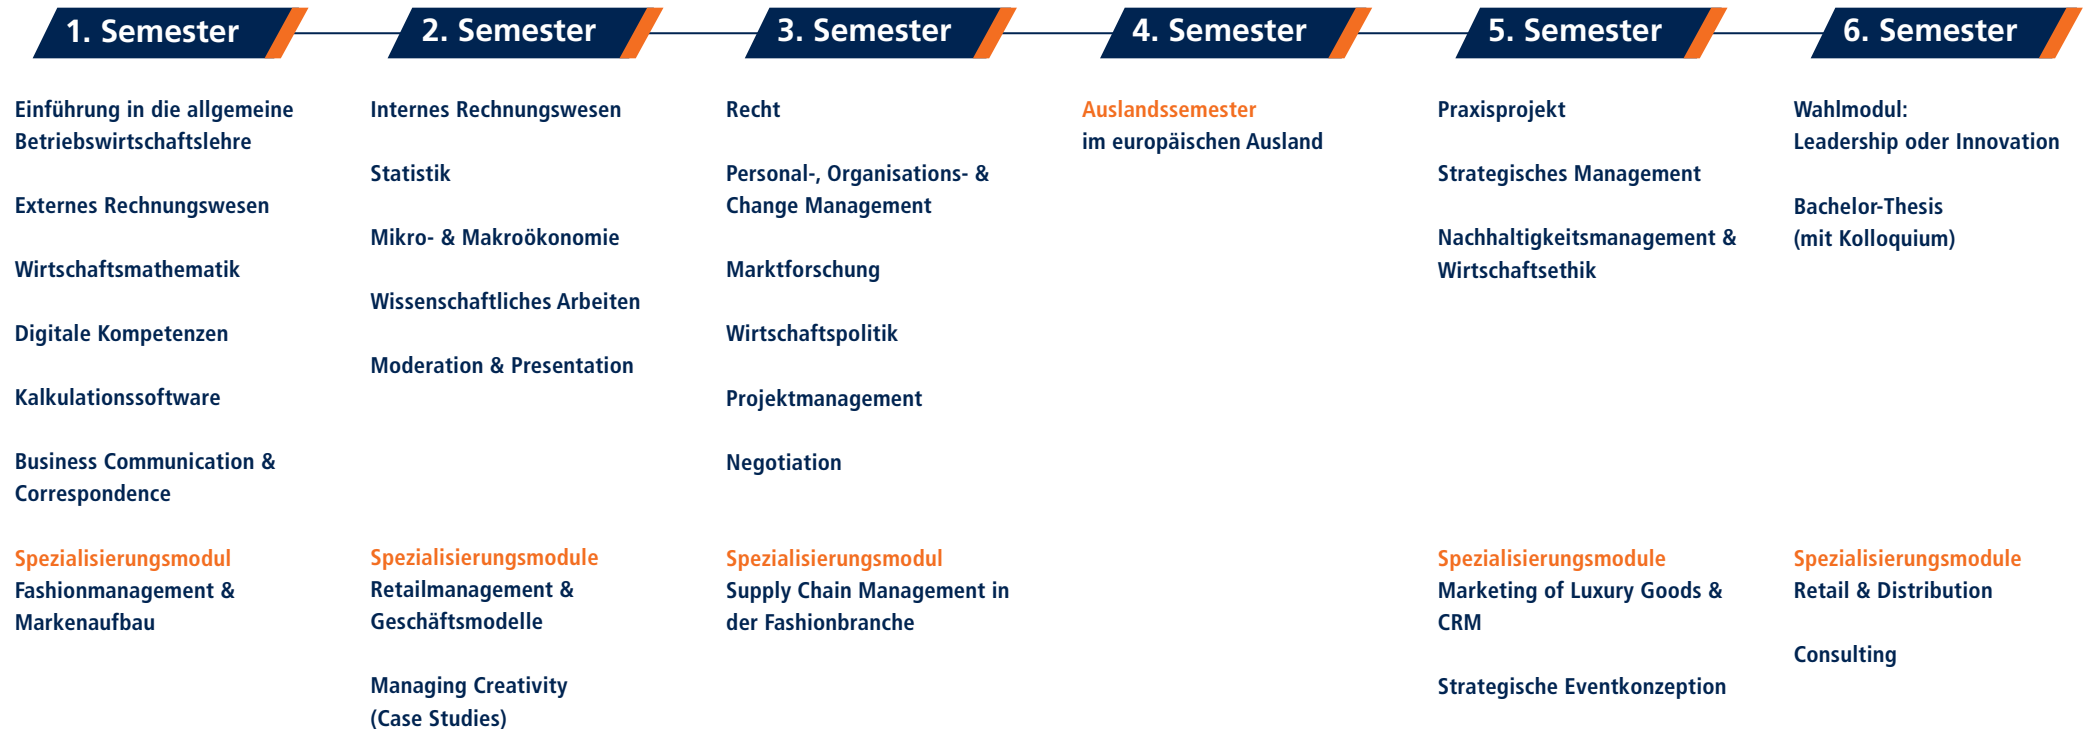 1. Semester
Einführung in die allgemeine
Betriebswirtschaftslehre
Externes Rechnungswesen
Wirtschaftsmathematik
Digitale Kompetenzen
Kalkulationssoftware
Business Communication &
Correspondence
Spezialisierungsmodul
Fashionmanagement &
Markenaufbau
2. Semester
Internes Rechnungswesen
Statistik
Mikro- & Makroökonomie
Wissenschaftliches Arbeiten
Moderation & Presentation
Spezialisierungsmodule
Retailmanagement &
Geschäftsmodelle
Managing Creativity
(Case Studies)
3. Semester
Recht
Personal-, Organisations- &
Change Management
Marktforschung
Wirtschaftspolitik
Projektmanagement
Negotiation
Spezialisierungsmodul
Supply Chain Management in
der Fashionbranche
4. Semester
Auslandssemester
im europäischen Ausland
5. Semester
Praxisprojekt
Strategisches Management
Nachhaltigkeitsmanagement &
Wirtschaftsethik
Spezialisierungsmodule
Marketing of Luxury Goods &
CRM
Strategische Eventkonzeption
6. Semester
Wahlmodul:
Leadership oder Innovation
Bachelor-Thesis
(mit Kolloquium)
Spezialisierungsmodule
Retail & Distribution
Consulting